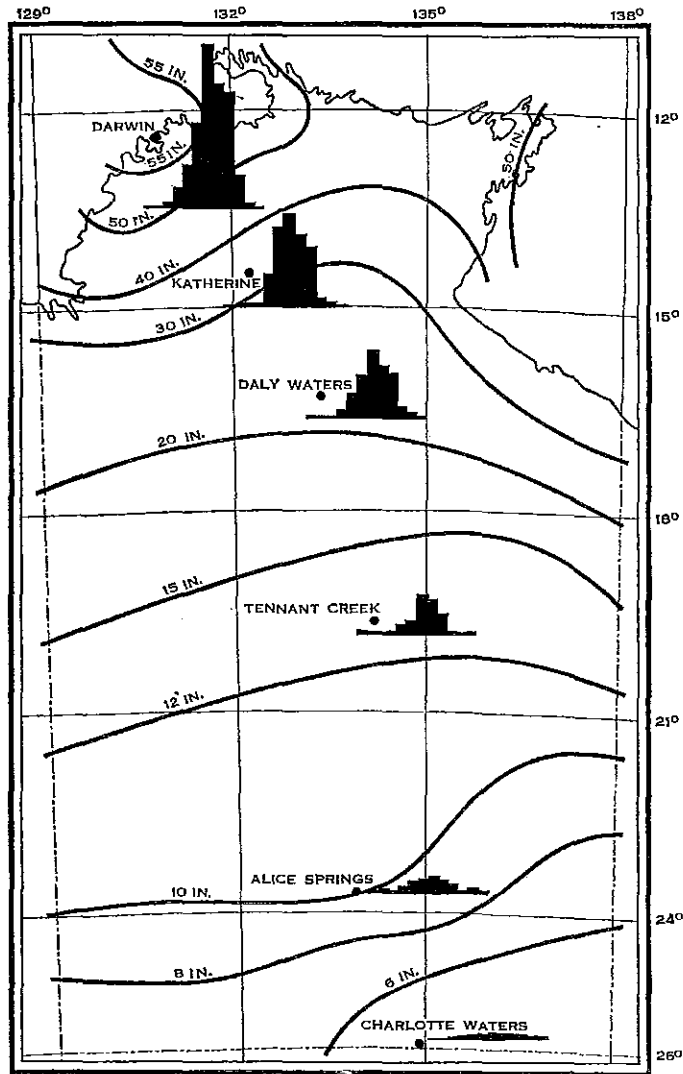 129° 132° 135° 138°
55 IN.
12°
DARWIN
55 IN.
50 IN.
50 IN.
40 IN.
KATHERINE
15°
30 IN.
DALY WATERS
20 IN.
18°
15 IN.
TENNANT CREEK
12 IN.
21°
ALICE SPRINGS
10 IN.
24°
8 IN.
6 IN.
CHARLOTTE WATERS
26°